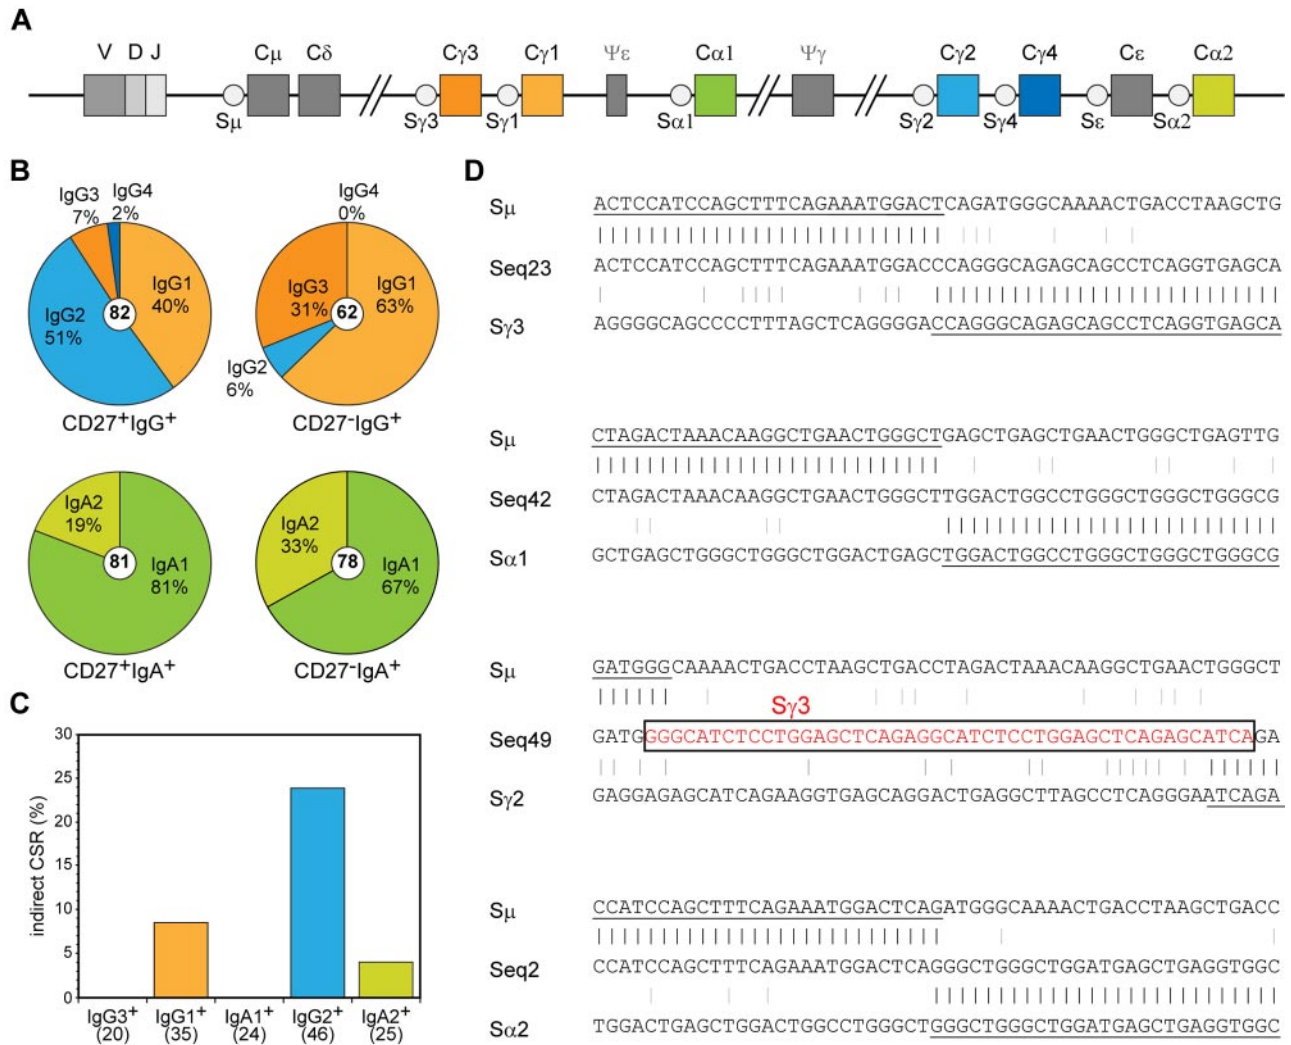 A
V D J Cμ Cδ Cγ3 Cγ1 Ψε Cα1 Ψγ Cγ2 Cγ4 Cε Cα2
Sμ Sγ3 Sγ1 Sα1 Sγ2 Sγ4 Sε Sα2
B
IgG3
7%
IgG4
2%
IgG1
40%
IgG2
51%
82
CD27+IgG+
IgG4
0%
IgG3
31%
IgG1
63%
IgG2
6%
62
CD27-IgG+
IgA2
19%
IgA1
81%
81
CD27+IgA+
IgA2
33%
IgA1
67%
78
CD27-IgA+
C
indirect CSR (%)
30
25
20
15
10
5
0
IgG3+ IgG1+ IgA1+ IgG2+ IgA2+
(20) (35) (24) (46) (25)
D
Sμ ACTCCATCCAGCTTTCAGAAATGGACTCAGATGGGCAAAACTGACCTAAGCTG
Seq23 ACTCCATCCAGCTTTCAGAAATGGACCCAGGGCAGAGCAGCCTCAGGTGAGCA
Sγ3 AGGGGCAGCCCCTTTAGCTCAGGGGACCAGGGCAGAGCAGCCTCAGGTGAGCA
Sμ CTAGACTAAACAAGGCTGAACTGGGCTGAGCTGAGCTGAACTGGGCTGAGTTG
Seq42 CTAGACTAAACAAGGCTGAACTGGGCTTGGACTGGCCTGGGCTGGGCTGGGCG
Sα1 GCTGAGCTGGGCTGGGCTGGACTGAGCTGGACTGGCCTGGGCTGGGCTGGGCG
Sμ GATGGGCAAAACTGACCTAAGCTGACCTAGACTAAACAAGGCTGAACTGGGCT
Sγ3
Seq49 GATGGGGCATCTCCTGGAGCTCAGAGGCATCTCCTGGAGCTCAGAGCATCAGA
Sγ2 GAGGAGAGCATCAGAAGGTGAGCAGGACTGAGGCTTAGCCTCAGGGAATCAGA
Sμ CCATCCAGCTTTCAGAAATGGACTCAGATGGGCAAAACTGACCTAAGCTGACC
Seq2 CCATCCAGCTTTCAGAAATGGACTCAGGGCTGGGCTGGATGAGCTGAGGTGGC
Sα2 TGGACTGAGCTGGACTGGCCTGGGCTGGGCTGGGCTGGATGAGCTGAGGTGGC